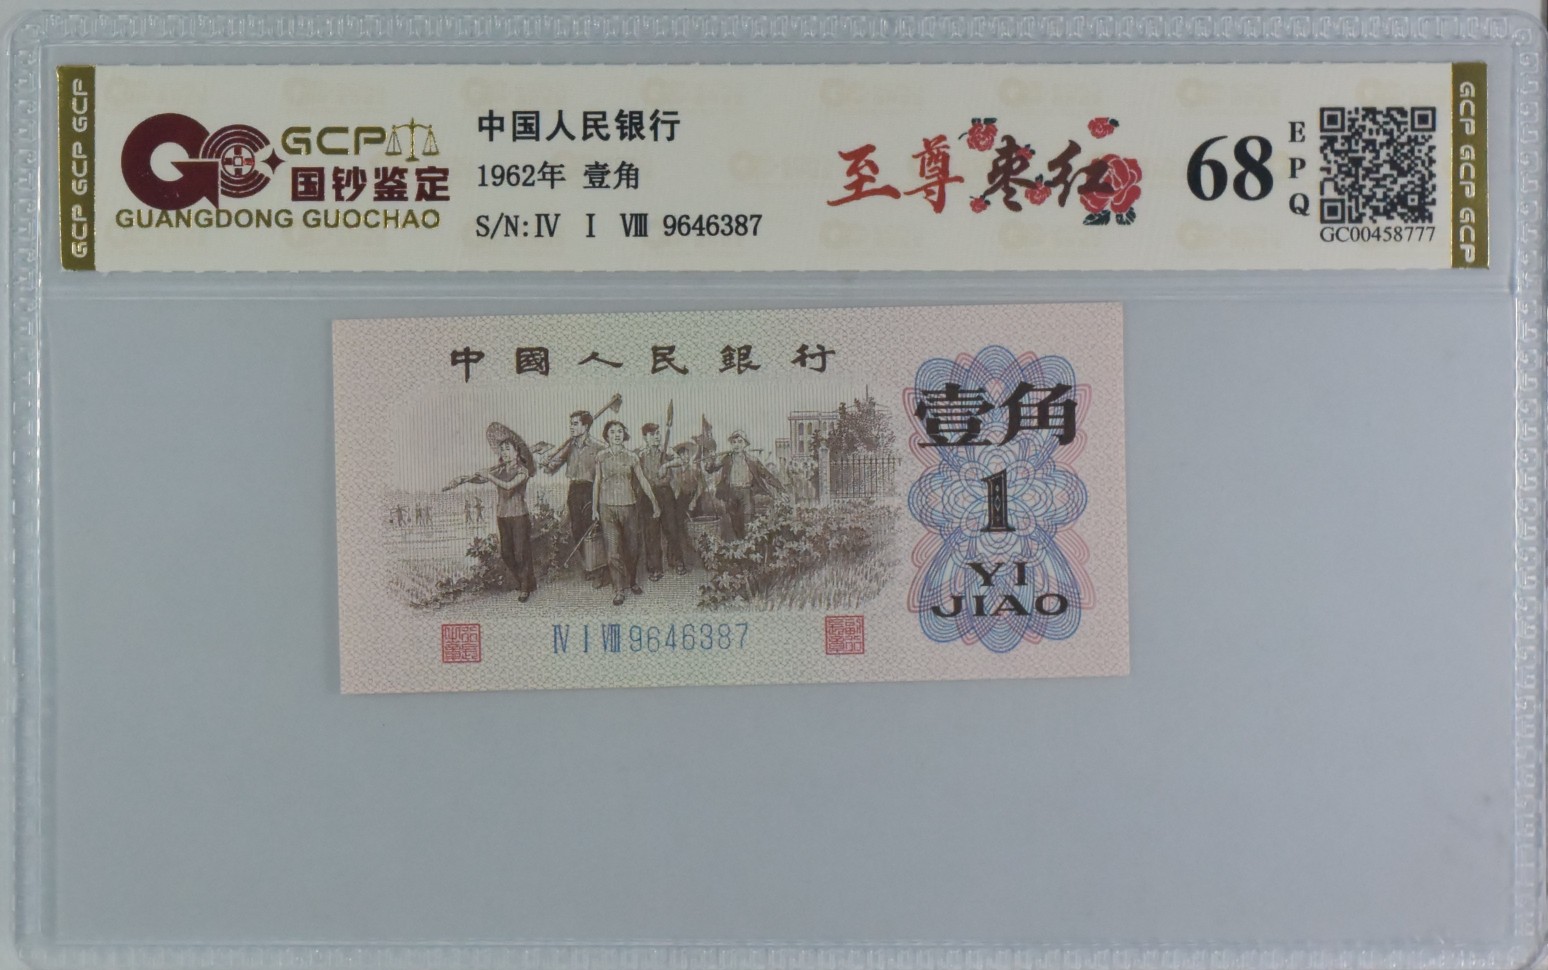 GCP GCP GCP
GCP
国钞鉴定
GUANGDONG GUOCHAO
中国人民银行
1962年 壹角
S/N:Ⅳ Ⅰ Ⅷ 9646387
至尊枣红
68
EPQ
GC00458777
GCP GCP GCP
中國人民銀行
壹角
1
YI
JIAO
Ⅳ Ⅰ Ⅷ 9646387